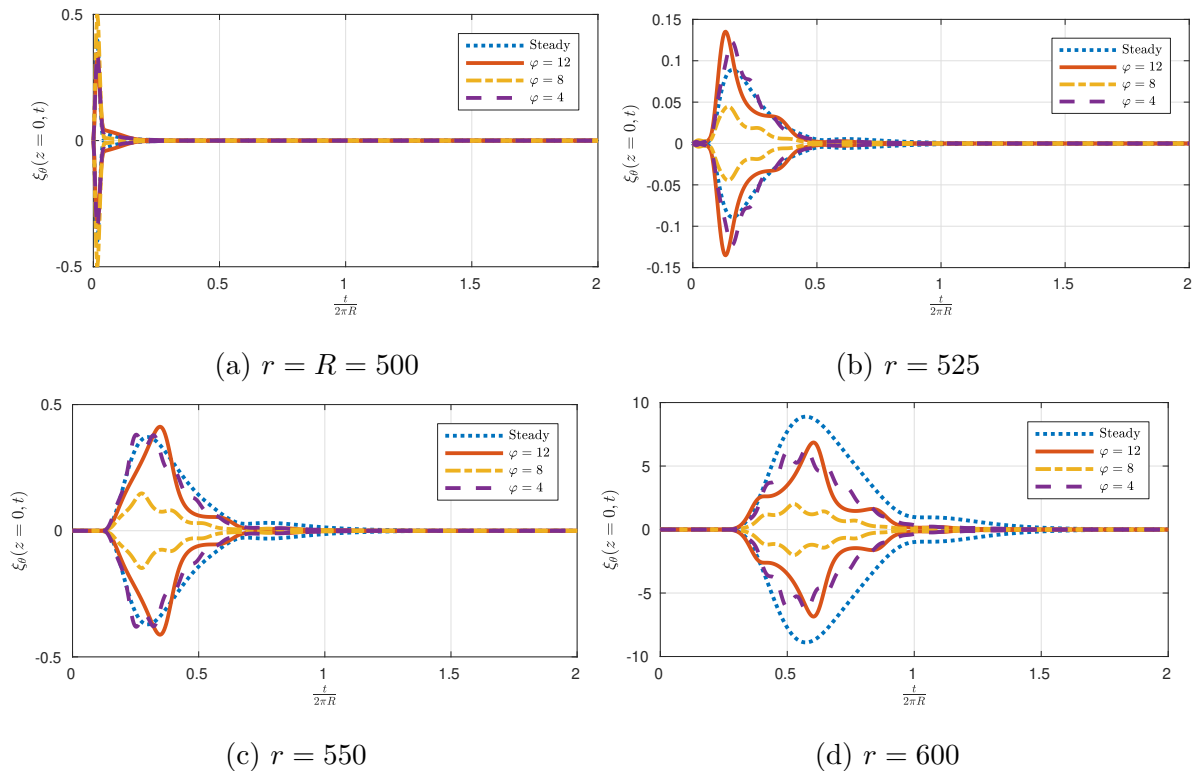 0.5
0
-0.5
ξ_θ(z = 0, t)
0 0.5 1 1.5 2
t/2πR
Steady
φ = 12
φ = 8
φ = 4
(a) r = R = 500
0.15
0.1
0.05
0
-0.05
-0.1
-0.15
ξ_θ(z = 0, t)
0 0.5 1 1.5 2
t/2πR
Steady
φ = 12
φ = 8
φ = 4
(b) r = 525
0.5
0
-0.5
ξ_θ(z = 0, t)
0 0.5 1 1.5 2
t/2πR
Steady
φ = 12
φ = 8
φ = 4
(c) r = 550
10
5
0
-5
-10
ξ_θ(z = 0, t)
0 0.5 1 1.5 2
t/2πR
Steady
φ = 12
φ = 8
φ = 4
(d) r = 600